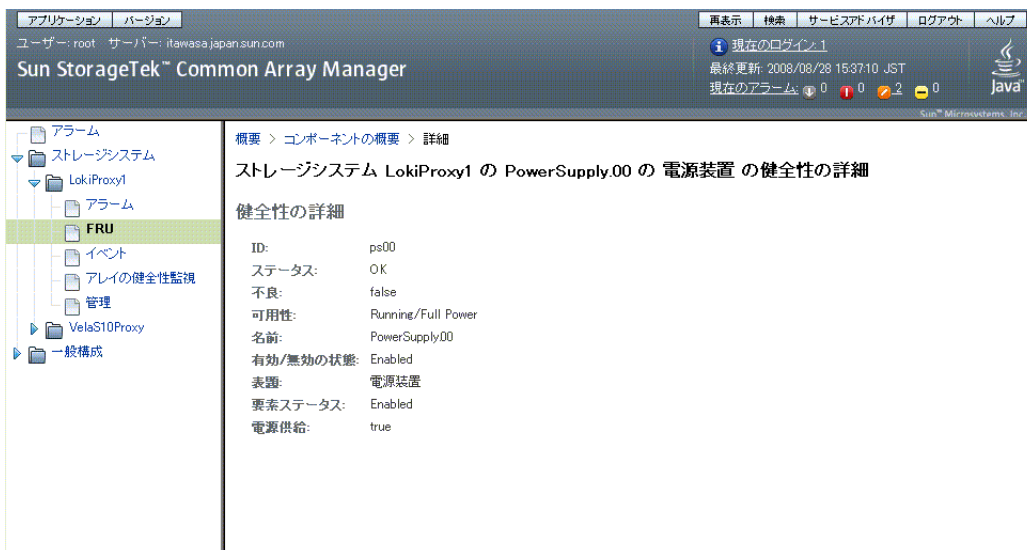 アプリケーション バージョン 再表示 検索 サービスアドバイザ ログアウト ヘルプ
ユーザー: root サーバー: itawasa.japan.sun.com
現在のログイン: 1
Sun StorageTek™ Common Array Manager
最終更新: 2008/08/28 15:37:10 JST
現在のアラーム: 0 0 2 0
Java™
Sun™ Microsystems, Inc.
アラーム
ストレージシステム
LokiProxy1
アラーム
FRU
イベント
アレイの健全性監視
管理
VelaS10Proxy
一般構成
概要 > コンポーネントの概要 > 詳細
ストレージシステム LokiProxy1 の PowerSupply.00 の 電源装置 の健全性の詳細
健全性の詳細
ID: ps00
ステータス: OK
不良: false
可用性: Running/Full Power
名前: PowerSupply.00
有効/無効の状態: Enabled
表題: 電源装置
要素ステータス: Enabled
電源供給: true